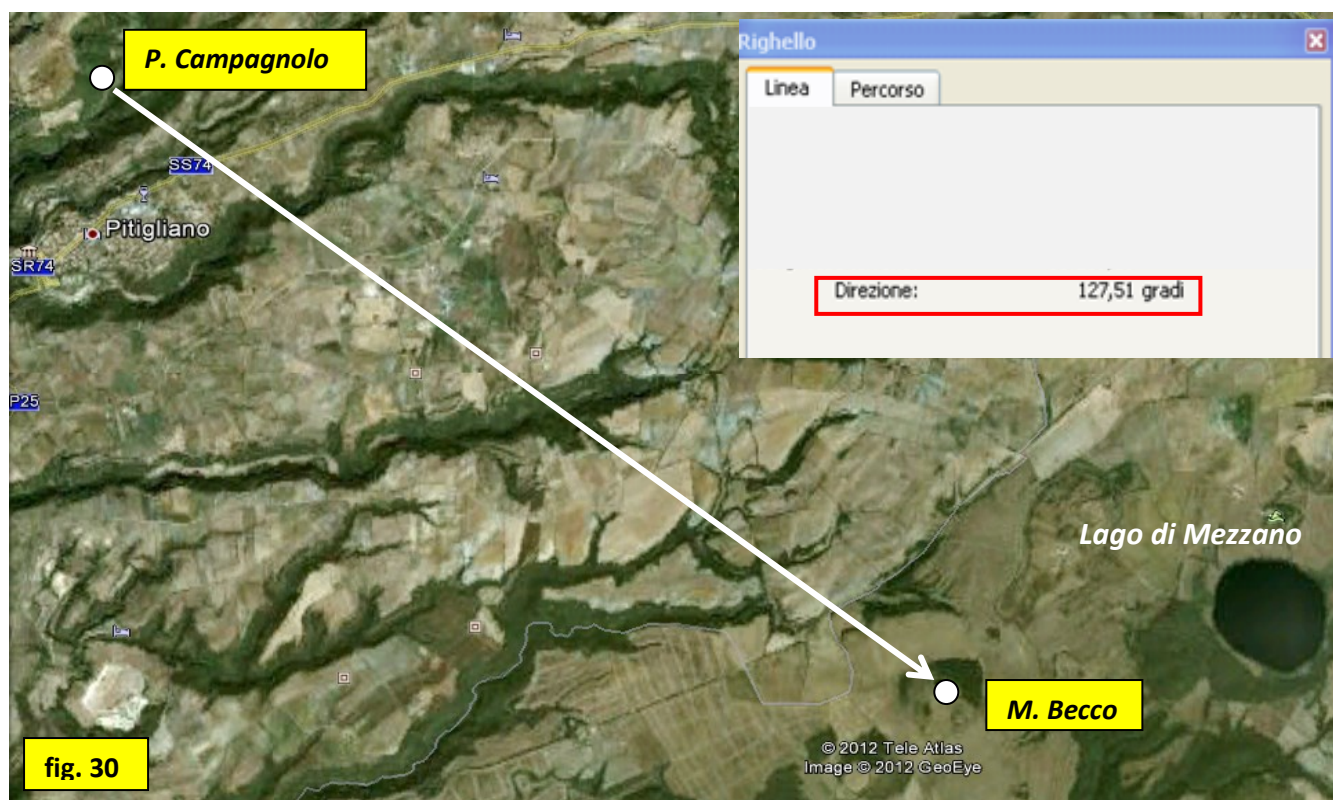 P. Campagnolo
Righello
Linea
Percorso
SS74
Pitigliano
SR74
Direzione: 127,51 gradi
P25
Lago di Mezzano
M. Becco
© 2012 Tele Atlas
Image © 2012 GeoEye
fig. 30